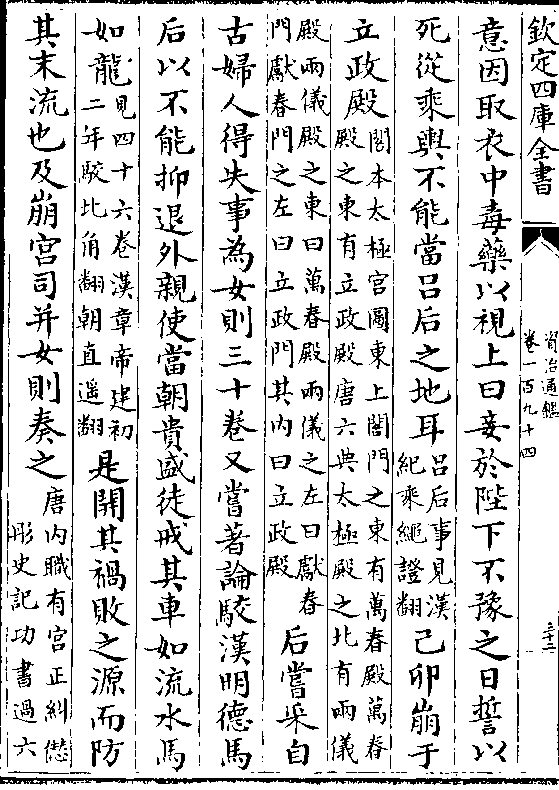 欽定四庫全書
資治通鑑
卷一百九十四
意因取衣中毒藥以視上曰妾於陛下不豫之日誓以
死從乘輿不能當吕后之地耳
吕后事見漢
紀乘繩證翻
己卯崩于
立政殿
閣本太極宫圖東上閤門之東有萬春殿萬春
殿之東有立政殿唐六典太極殿之北有兩儀
殿兩儀殿之東曰萬春殿兩儀之左曰獻春
門獻春門之左曰立政門其内曰立政殿
后嘗采自
古婦人得失事為女則三十卷又嘗著論駮漢明德馬
后以不能抑退外親使當朝貴盛徒戒其車如流水馬
如龍
見四十六卷漢章帝建初
二年駮比角翻朝直遥翻
是開其禍敗之源而防
其末流也及崩宫司并女則奏之
唐内職有宫正糾愆
彤史記功書過六